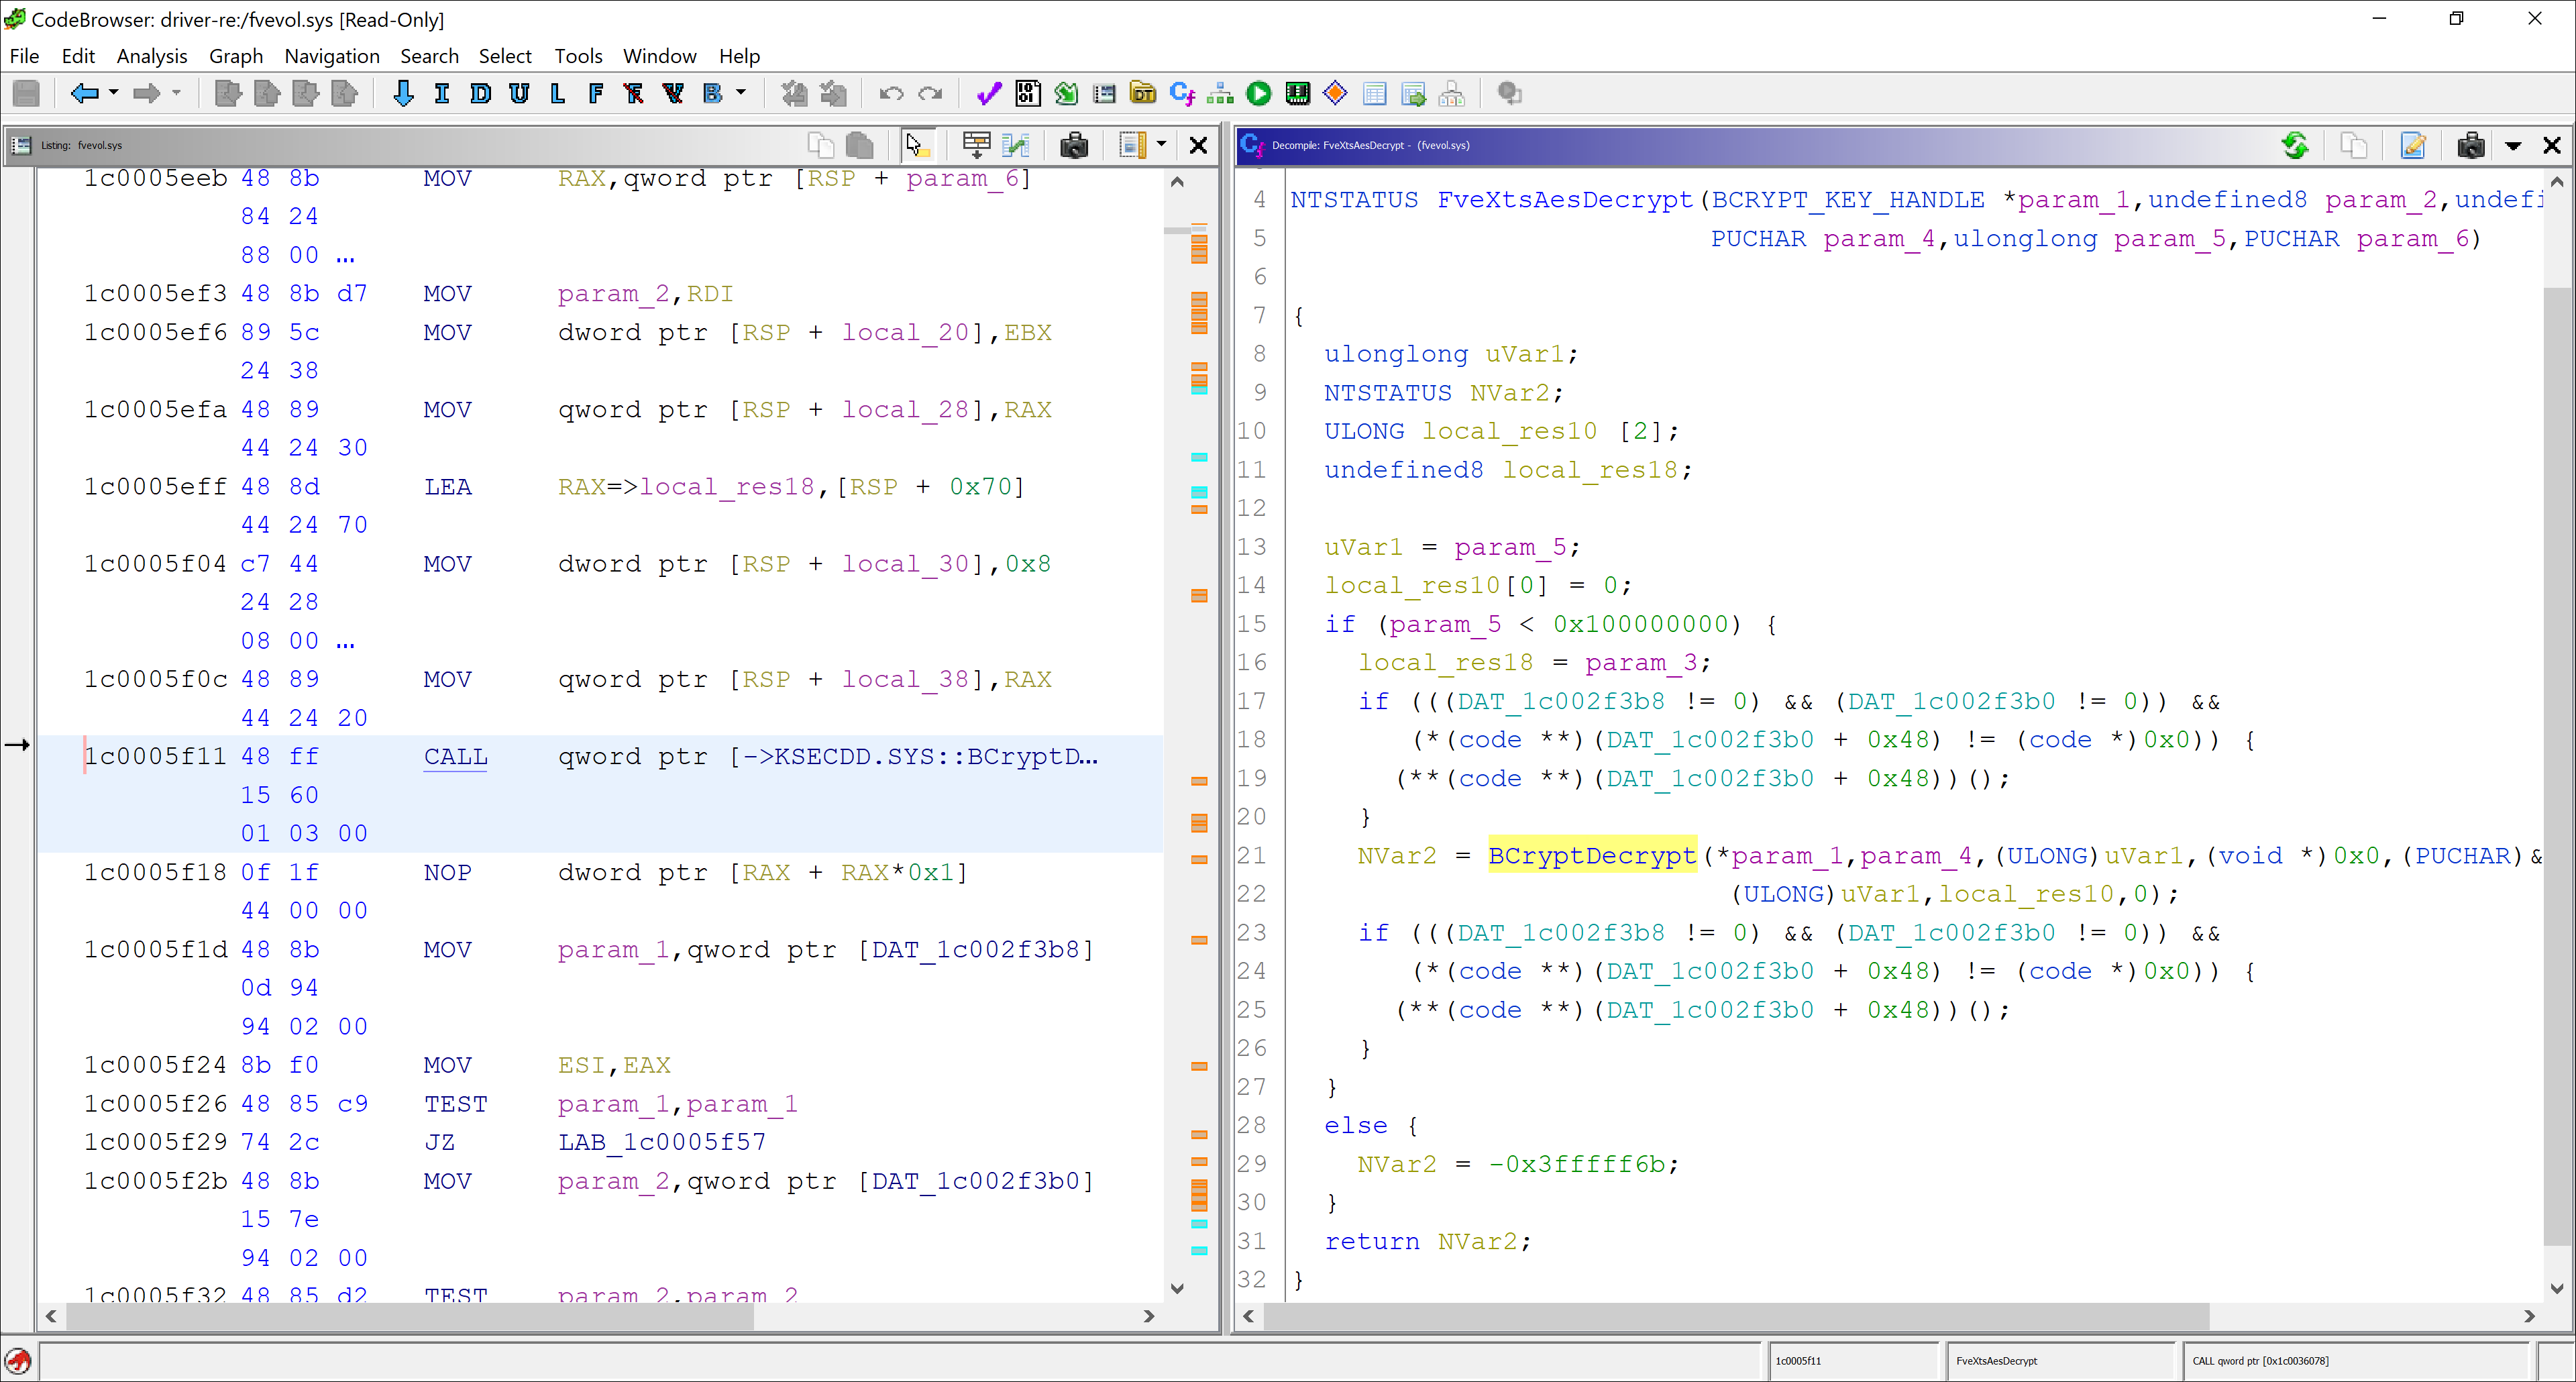 CodeBrowser: driver-re:/fvevol.sys [Read-Only]
File Edit Analysis Graph Navigation Search Select Tools Window Help
I D U L F F V B
DT
Listing: fvevol.sys
1c0005eeb 48 8b MOV RAX,qword ptr [RSP + param_6]
84 24
88 00 ...
1c0005ef3 48 8b d7 MOV param_2,RDI
1c0005ef6 89 5c MOV dword ptr [RSP + local_20],EBX
24 38
1c0005efa 48 89 MOV qword ptr [RSP + local_28],RAX
44 24 30
1c0005eff 48 8d LEA RAX=>local_res18,[RSP + 0x70]
44 24 70
1c0005f04 c7 44 MOV dword ptr [RSP + local_30],0x8
24 28
08 00 ...
1c0005f0c 48 89 MOV qword ptr [RSP + local_38],RAX
44 24 20
1c0005f11 48 ff CALL qword ptr [->KSECDD.SYS::BCryptD...
15 60
01 03 00
1c0005f18 0f 1f NOP dword ptr [RAX + RAX*0x1]
44 00 00
1c0005f1d 48 8b MOV param_1,qword ptr [DAT_1c002f3b8]
0d 94
94 02 00
1c0005f24 8b f0 MOV ESI,EAX
1c0005f26 48 85 c9 TEST param_1,param_1
1c0005f29 74 2c JZ LAB_1c0005f57
1c0005f2b 48 8b MOV param_2,qword ptr [DAT_1c002f3b0]
15 7e
94 02 00
1c0005f32 48 85 d2 TEST param_2,param_2
Decompile: FveXtsAesDecrypt - (fvevol.sys)
4 NTSTATUS FveXtsAesDecrypt(BCRYPT_KEY_HANDLE *param_1,undefined8 param_2,undefi
5 PUCHAR param_4,ulonglong param_5,PUCHAR param_6)
6
7 {
8 ulonglong uVar1;
9 NTSTATUS NVar2;
10 ULONG local_res10 [2];
11 undefined8 local_res18;
12
13 uVar1 = param_5;
14 local_res10[0] = 0;
15 if (param_5 < 0x100000000) {
16 local_res18 = param_3;
17 if (((DAT_1c002f3b8 != 0) && (DAT_1c002f3b0 != 0)) &&
18 (*(code **)(DAT_1c002f3b0 + 0x48) != (code *)0x0)) {
19 (**(code **)(DAT_1c002f3b0 + 0x48))();
20 }
21 NVar2 = BCryptDecrypt(*param_1,param_4,(ULONG)uVar1,(void *)0x0,(PUCHAR)&
22 (ULONG)uVar1,local_res10,0);
23 if (((DAT_1c002f3b8 != 0) && (DAT_1c002f3b0 != 0)) &&
24 (*(code **)(DAT_1c002f3b0 + 0x48) != (code *)0x0)) {
25 (**(code **)(DAT_1c002f3b0 + 0x48))();
26 }
27 }
28 else {
29 NVar2 = -0x3fffff6b;
30 }
31 return NVar2;
32 }
1c0005f11 FveXtsAesDecrypt CALL qword ptr [0x1c0036078]